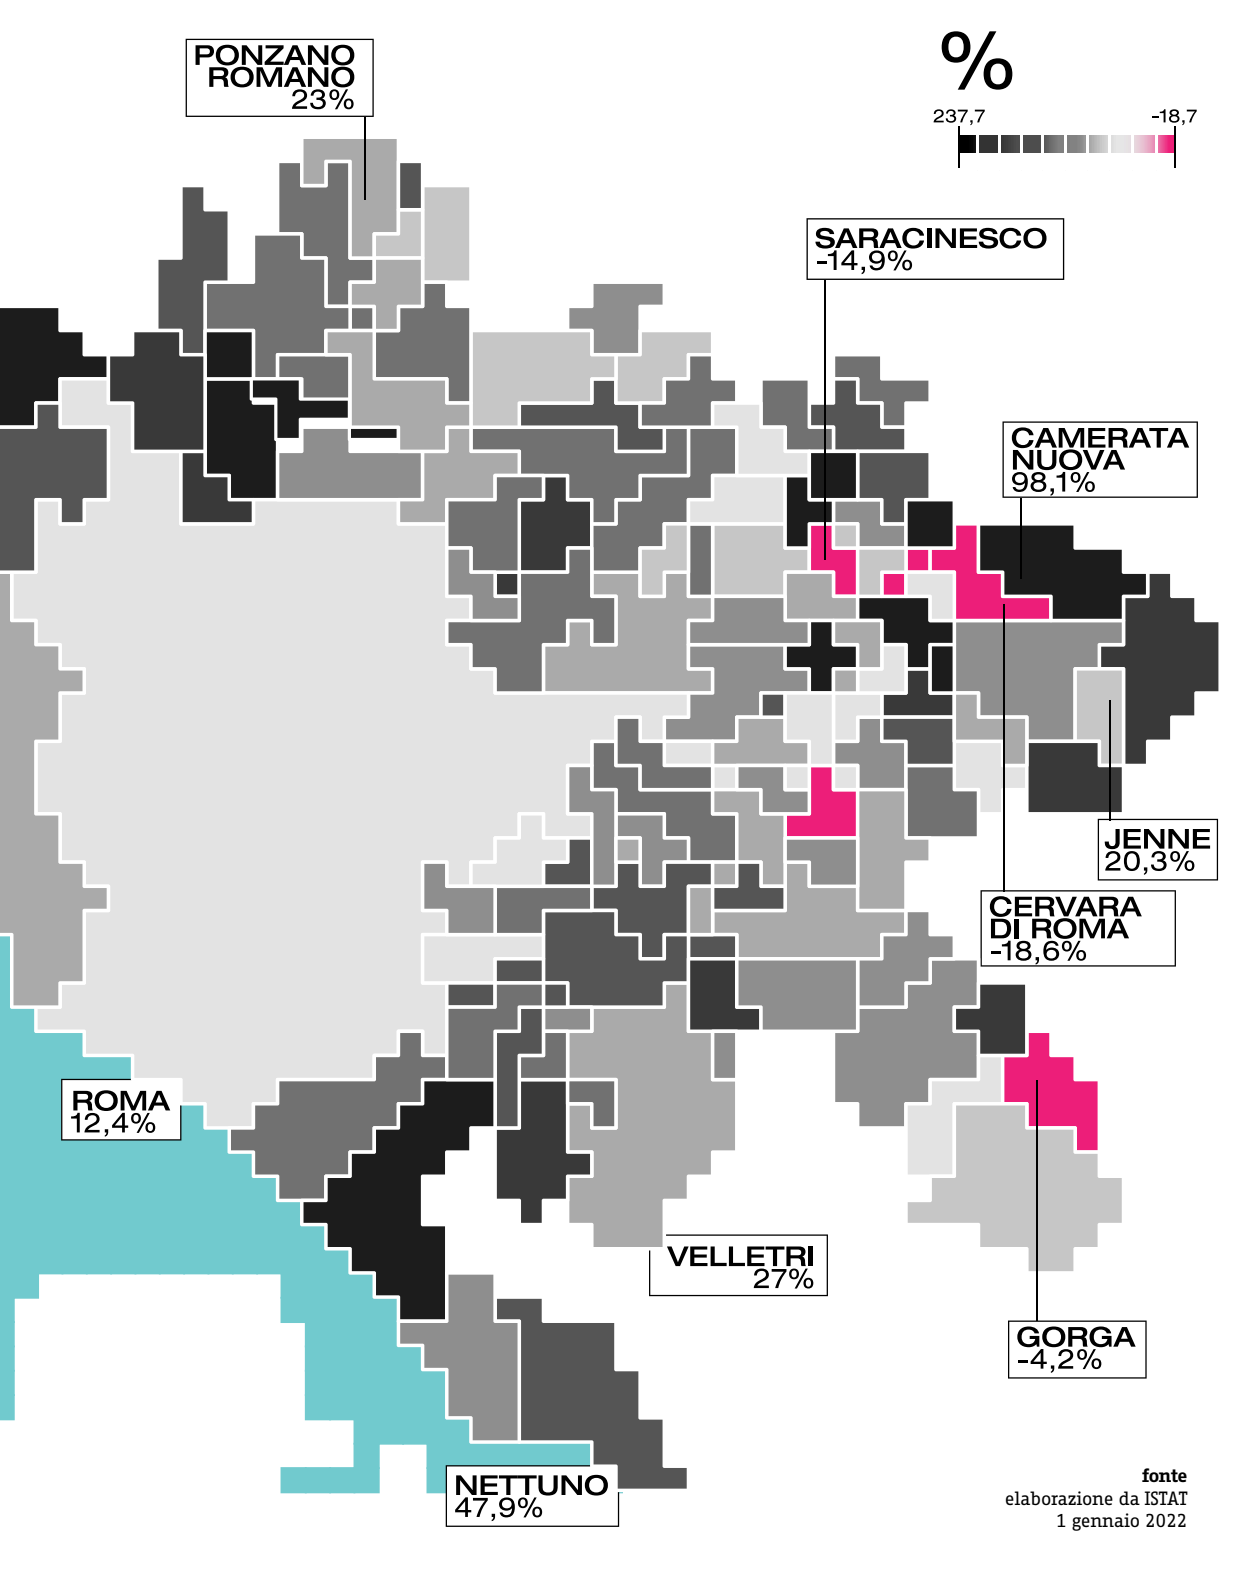 PONZANO
ROMANO
23%
%
237,7
-18,7
SARACINESCO
-14,9%
CAMERATA
NUOVA
98,1%
JENNE
20,3%
CERVARA
DI ROMA
-18,6%
ROMA
12,4%
VELLETRI
27%
GORGA
-4,2%
NETTUNO
47,9%
fonte
elaborazione da ISTAT
1 gennaio 2022